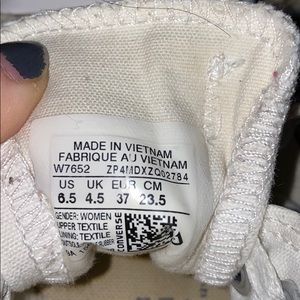 MADE IN VIETNAM
FABRIQUE AU VIETNAM
W7652 ZP4MDXZQ02784
US UK EUR CM
6.5 4.5 37 23.5
GENDER: WOMEN
UPPER TEXTILE
LINING: TEXTILE
RUBBER
CONVERSE